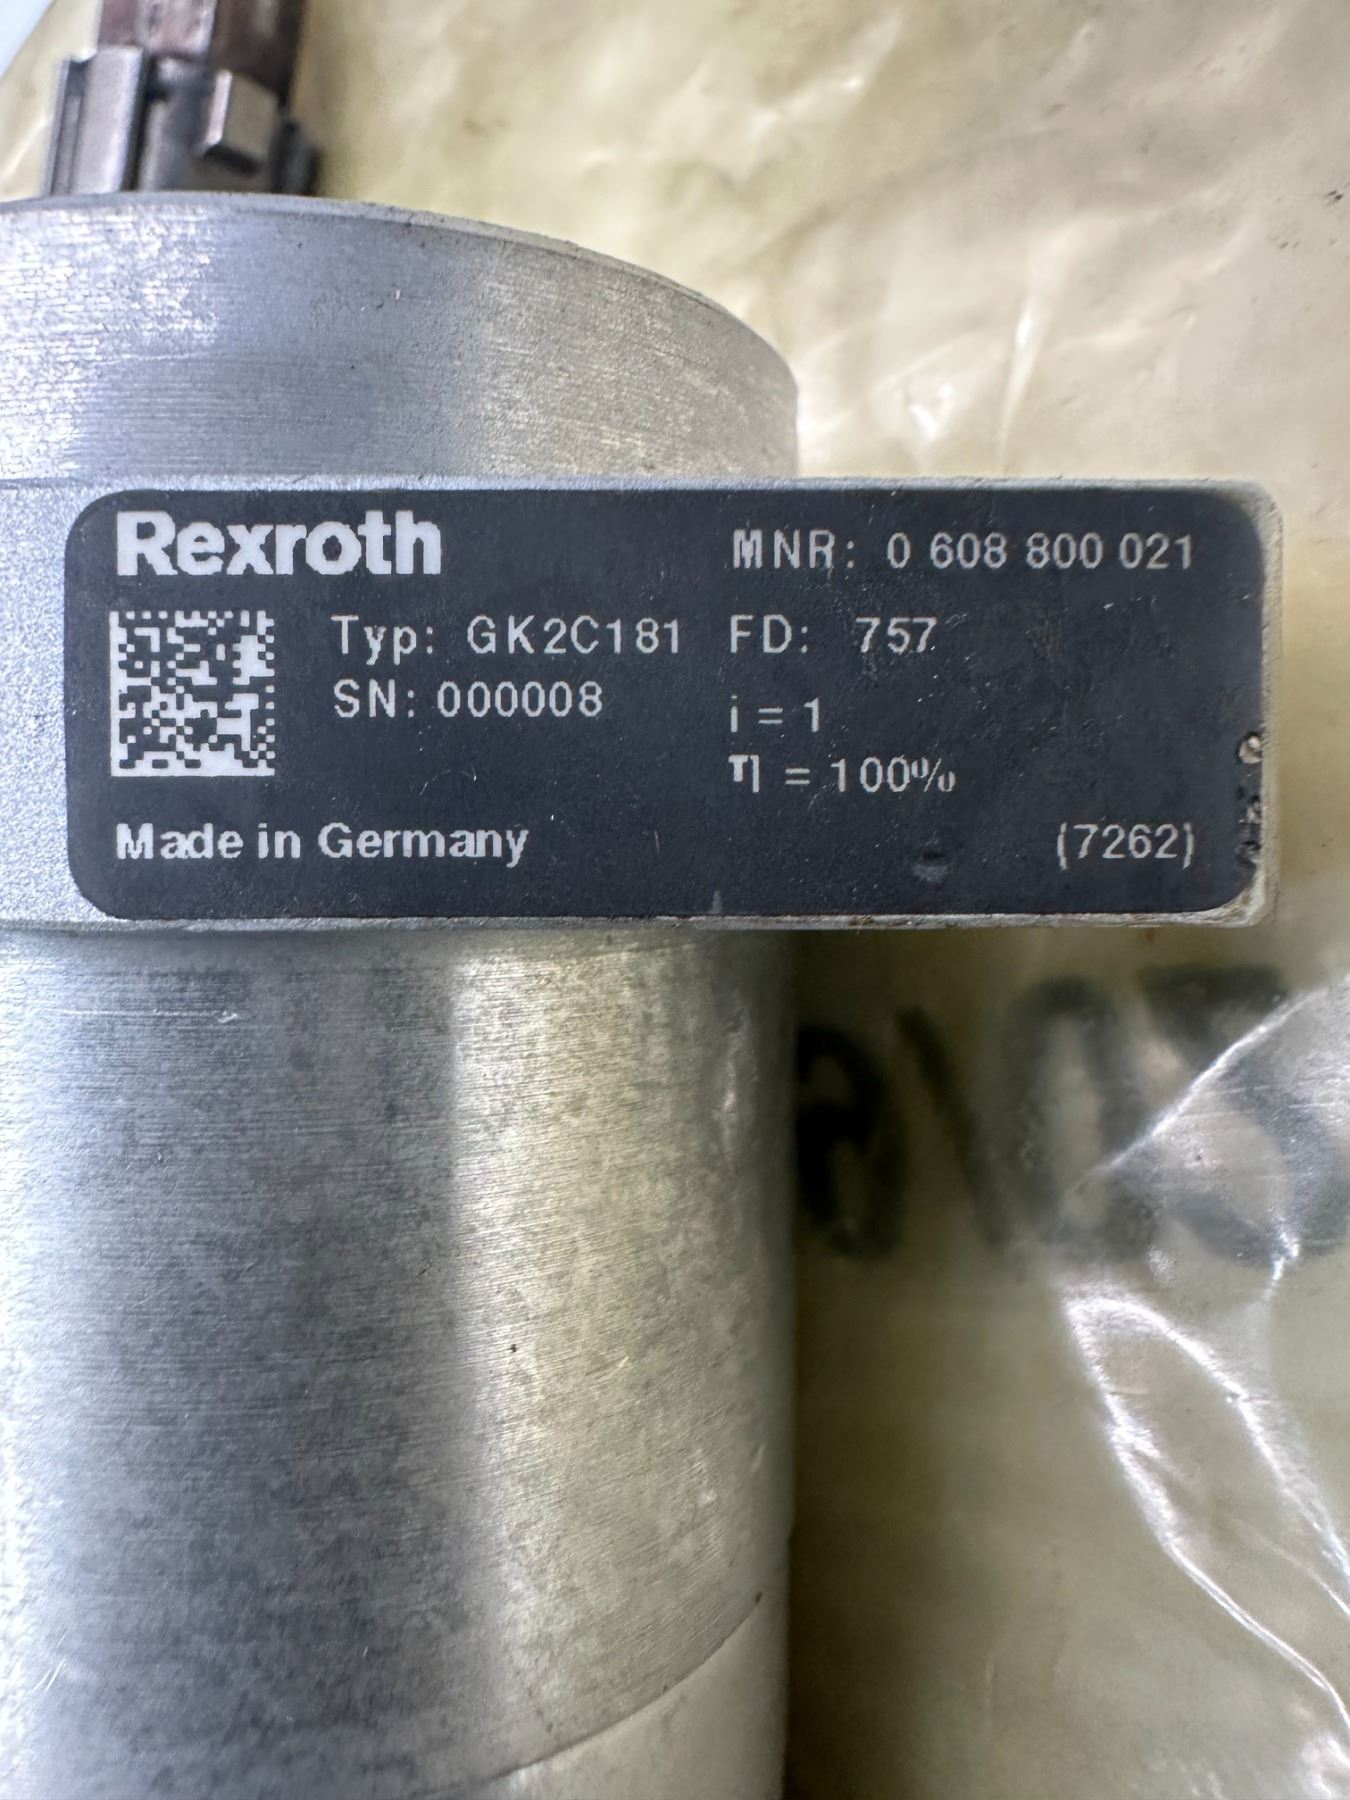 Rexroth
MNR: 0 608 800 021
Typ: GK2C181 FD: 757
SN: 000008
i = 1
η = 100%
Made in Germany
(7262)